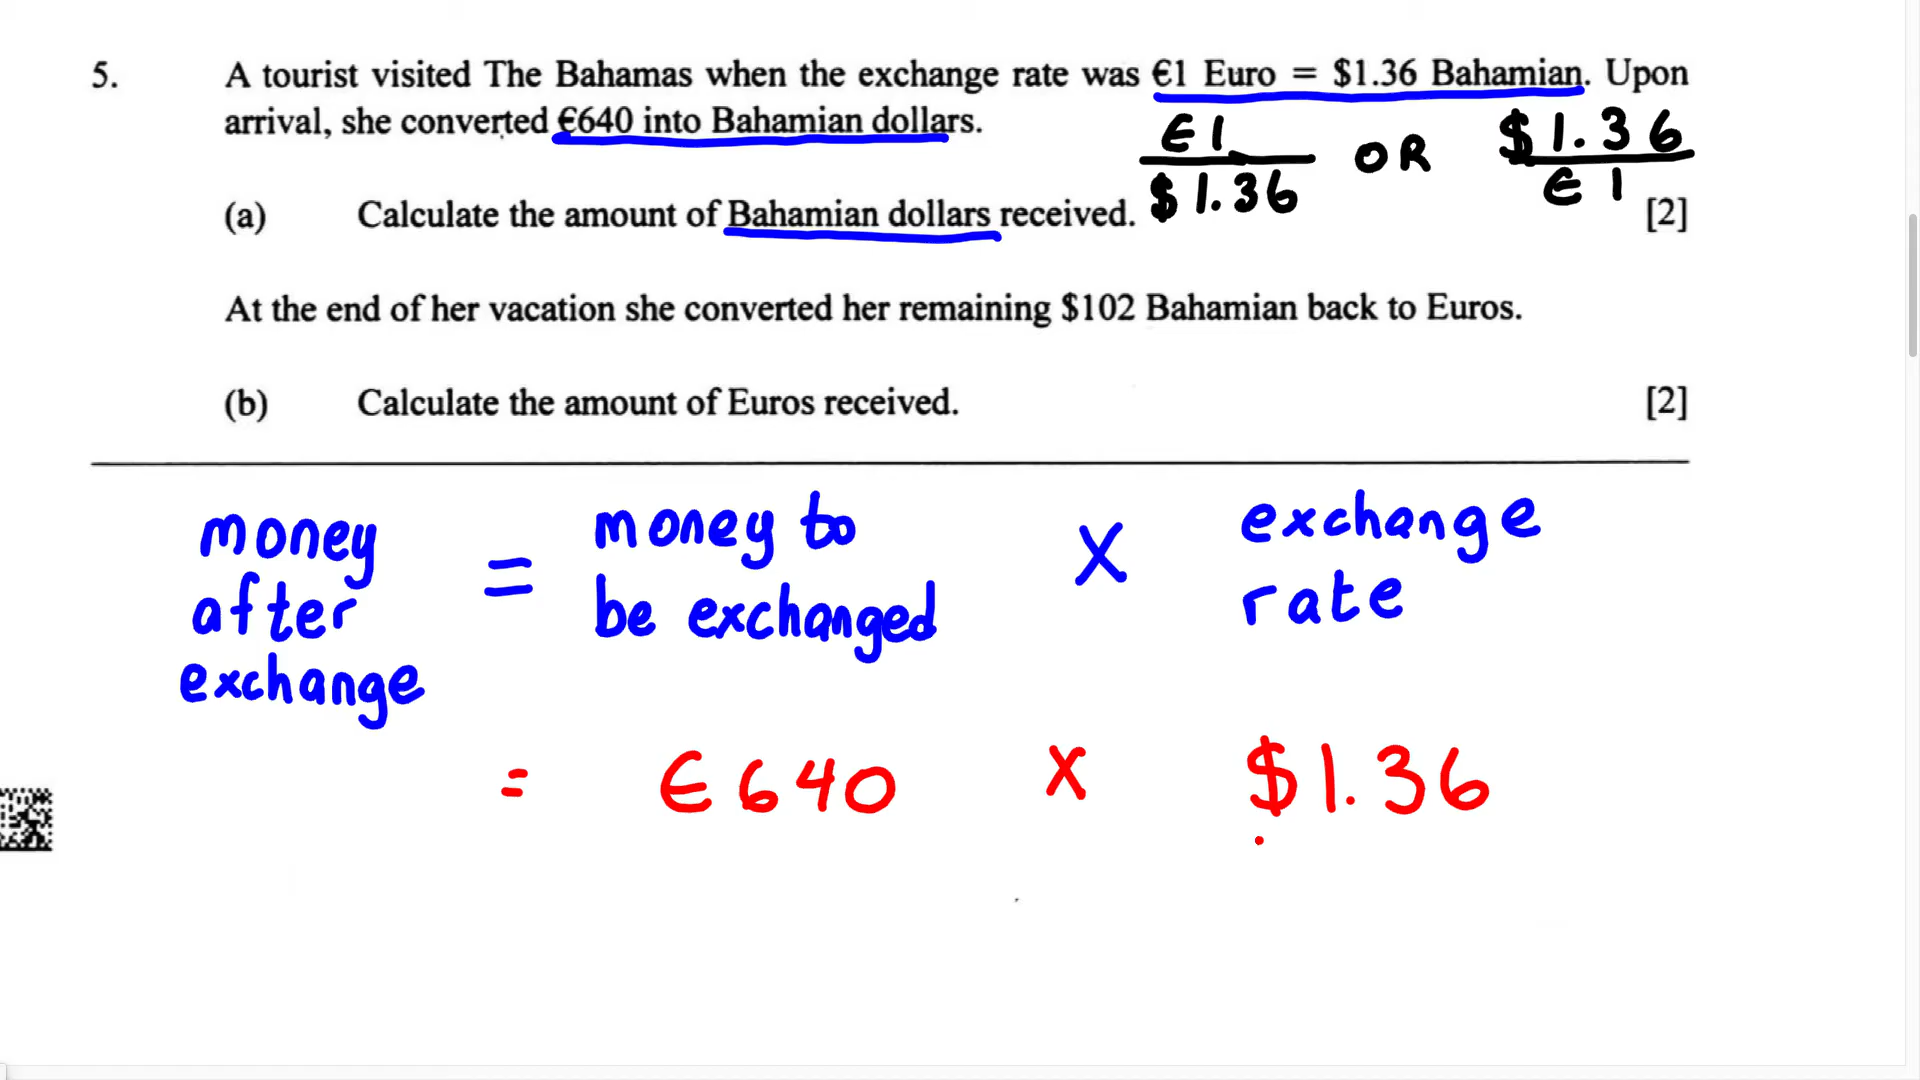 5. A tourist visited The Bahamas when the exchange rate was €1 Euro = $1.36 Bahamian. Upon
arrival, she converted €640 into Bahamian dollars.
€1 OR $1.36
$1.36 €1
(a) Calculate the amount of Bahamian dollars received. [2]
At the end of her vacation she converted her remaining $102 Bahamian back to Euros.
(b) Calculate the amount of Euros received. [2]
money = money to X exchange
after be exchanged rate
exchange
= €640 x $1.36